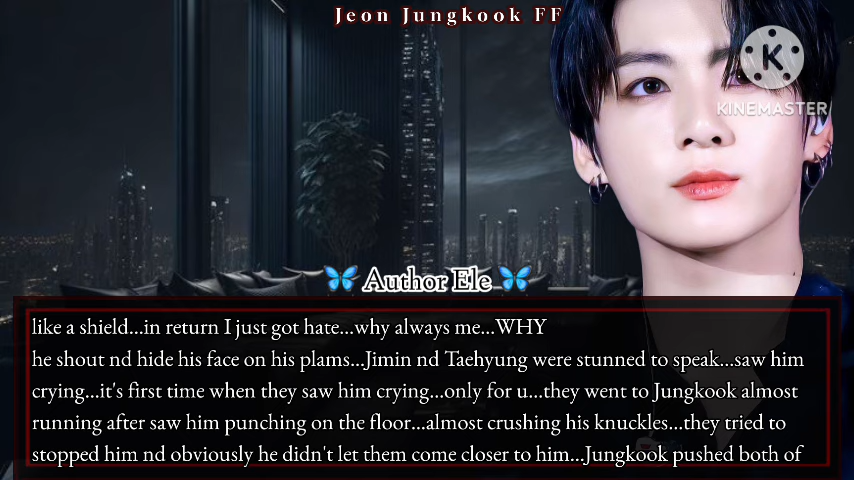 Jeon Jungkook FF
KINEMASTER
Author Ele
like a shield...in return I just got hate...why always me...WHY
he shout nd hide his face on his plams...Jimin nd Taehyung were stunned to speak...saw him
crying...it's first time when they saw him crying...only for u...they went to Jungkook almost
running after saw him punching on the floor...almost crushing his knuckles...they tried to
stopped him nd obviously he didn't let them come closer to him...Jungkook pushed both of